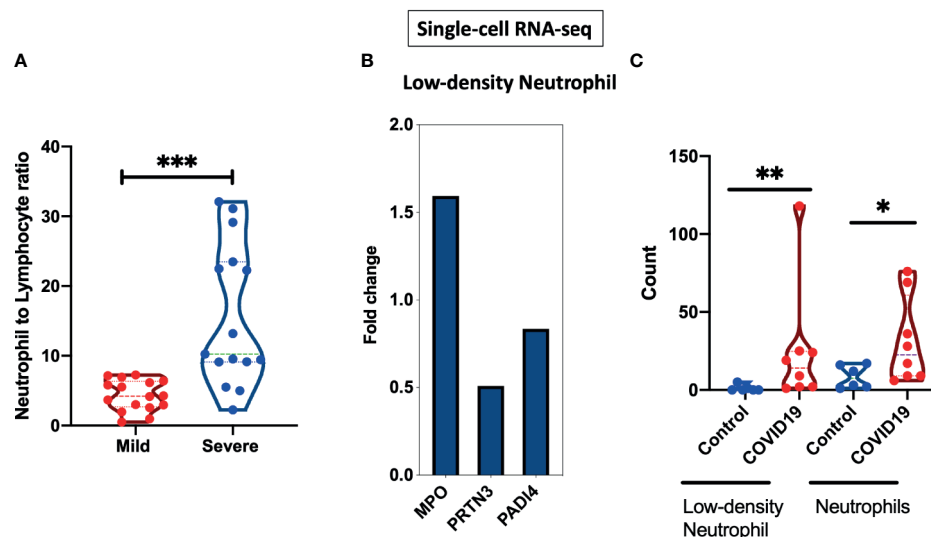 Single-cell RNA-seq
A
B
C
Low-density Neutrophil
Neutrophil to Lymphocyte ratio
40
30
20
10
0
***
Mild
Severe
Fold change
2.0
1.5
1.0
0.5
0.0
MPO
PRTN3
PADI4
Count
150
100
50
0
**
*
Control
COVID19
Control
COVID19
Low-density
Neutrophil
Neutrophils